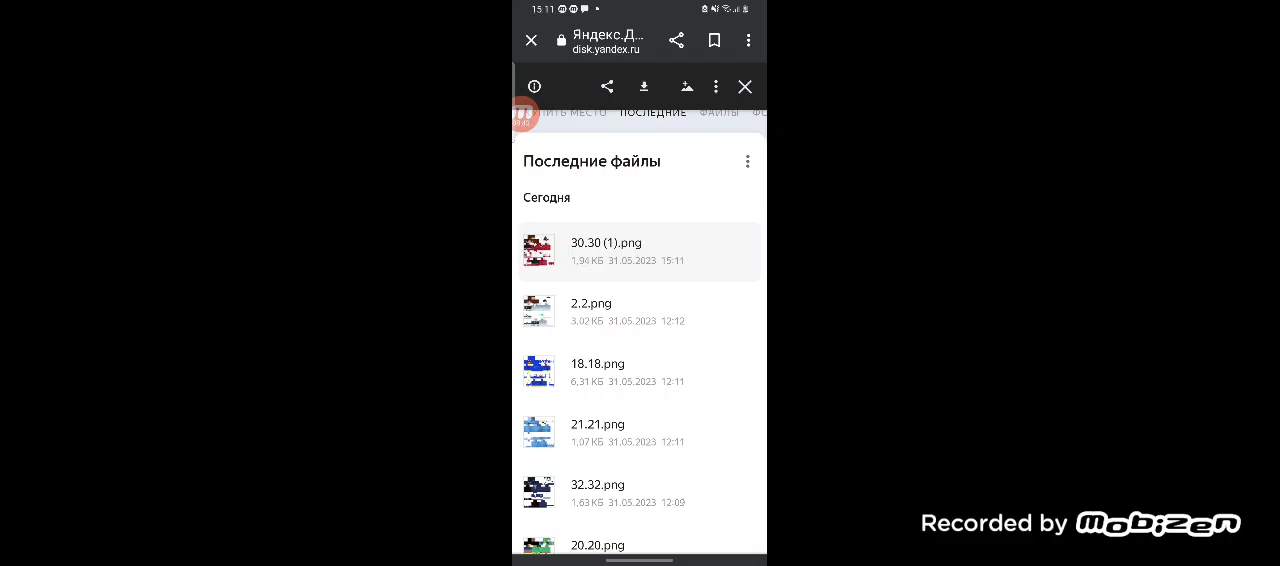 15:11
Яндекс.Д...
disk.yandex.ru
УПИТЬ МЕСТО ПОСЛЕДНИЕ ФАЙЛЫ ФО
Последние файлы
Сегодня
30.30 (1).png
1,94 КБ 31.05.2023 15:11
2.2.png
3,02 КБ 31.05.2023 12:12
18.18.png
6,31 КБ 31.05.2023 12:11
21.21.png
1,07 КБ 31.05.2023 12:11
32.32.png
1,63 КБ 31.05.2023 12:09
20.20.png
Recorded by mobizen